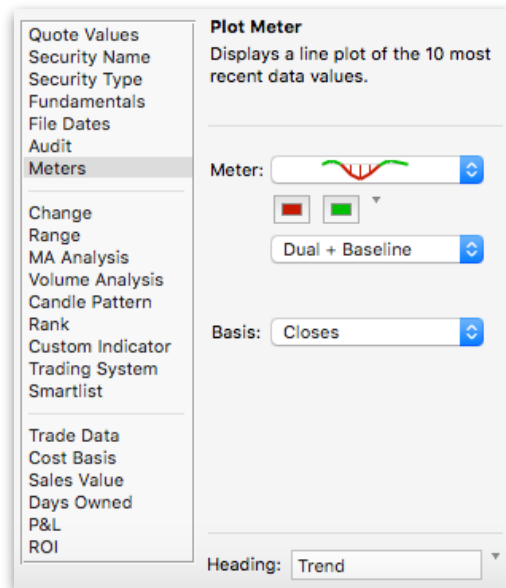 Quote Values
Security Name
Security Type
Fundamentals
File Dates
Audit
Meters
Change
Range
MA Analysis
Volume Analysis
Candle Pattern
Rank
Custom Indicator
Trading System
Smartlist
Trade Data
Cost Basis
Sales Value
Days Owned
P&L
ROI
Plot Meter
Displays a line plot of the 10 most
recent data values.
Meter:
Dual + Baseline
Basis: Closes
Heading: Trend